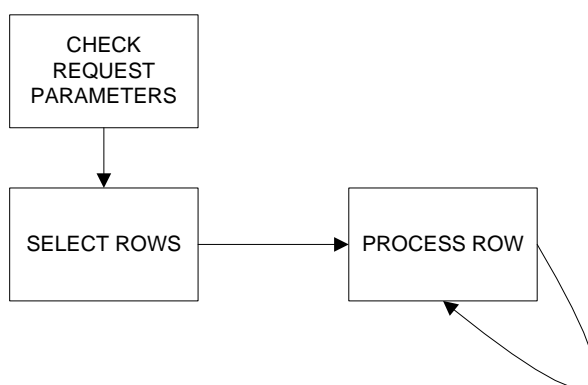 CHECK
REQUEST
PARAMETERS
SELECT ROWS
PROCESS ROW